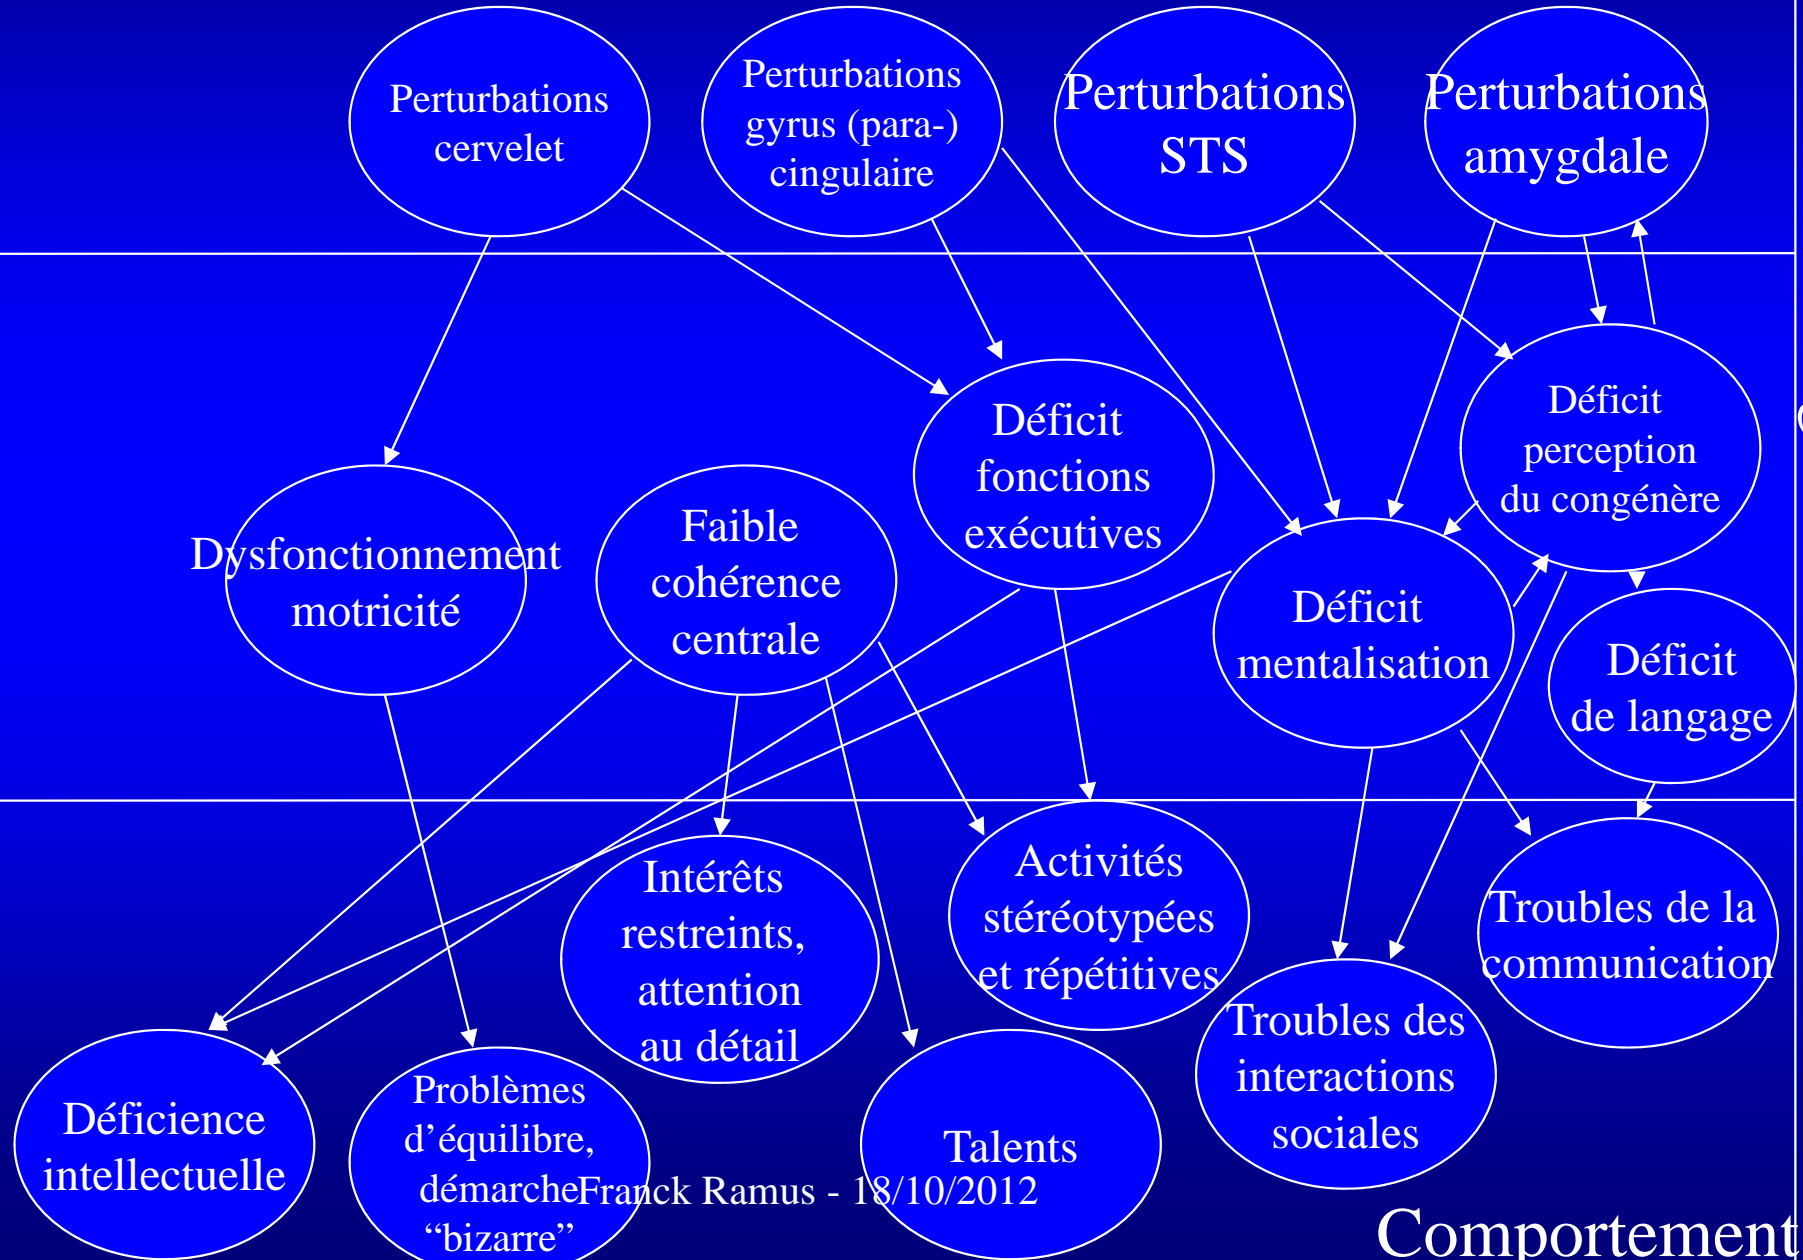 Perturbations
cervelet
Perturbations
gyrus (para-)
cingulaire
Perturbations
STS
Perturbations
amygdale
Déficit
fonctions
exécutives
Déficit
perception
du congénère
Dysfonctionnement
motricité
Faible
cohérence
centrale
Déficit
mentalisation
Déficit
de langage
Intérêts
restreints,
attention
au détail
Activités
stéréotypées
et répétitives
Troubles de la
communication
Troubles des
interactions
sociales
Déficience
intellectuelle
Problèmes
d’équilibre,
démarche
“bizarre”
Talents
Franck Ramus - 18/10/2012
Comportement